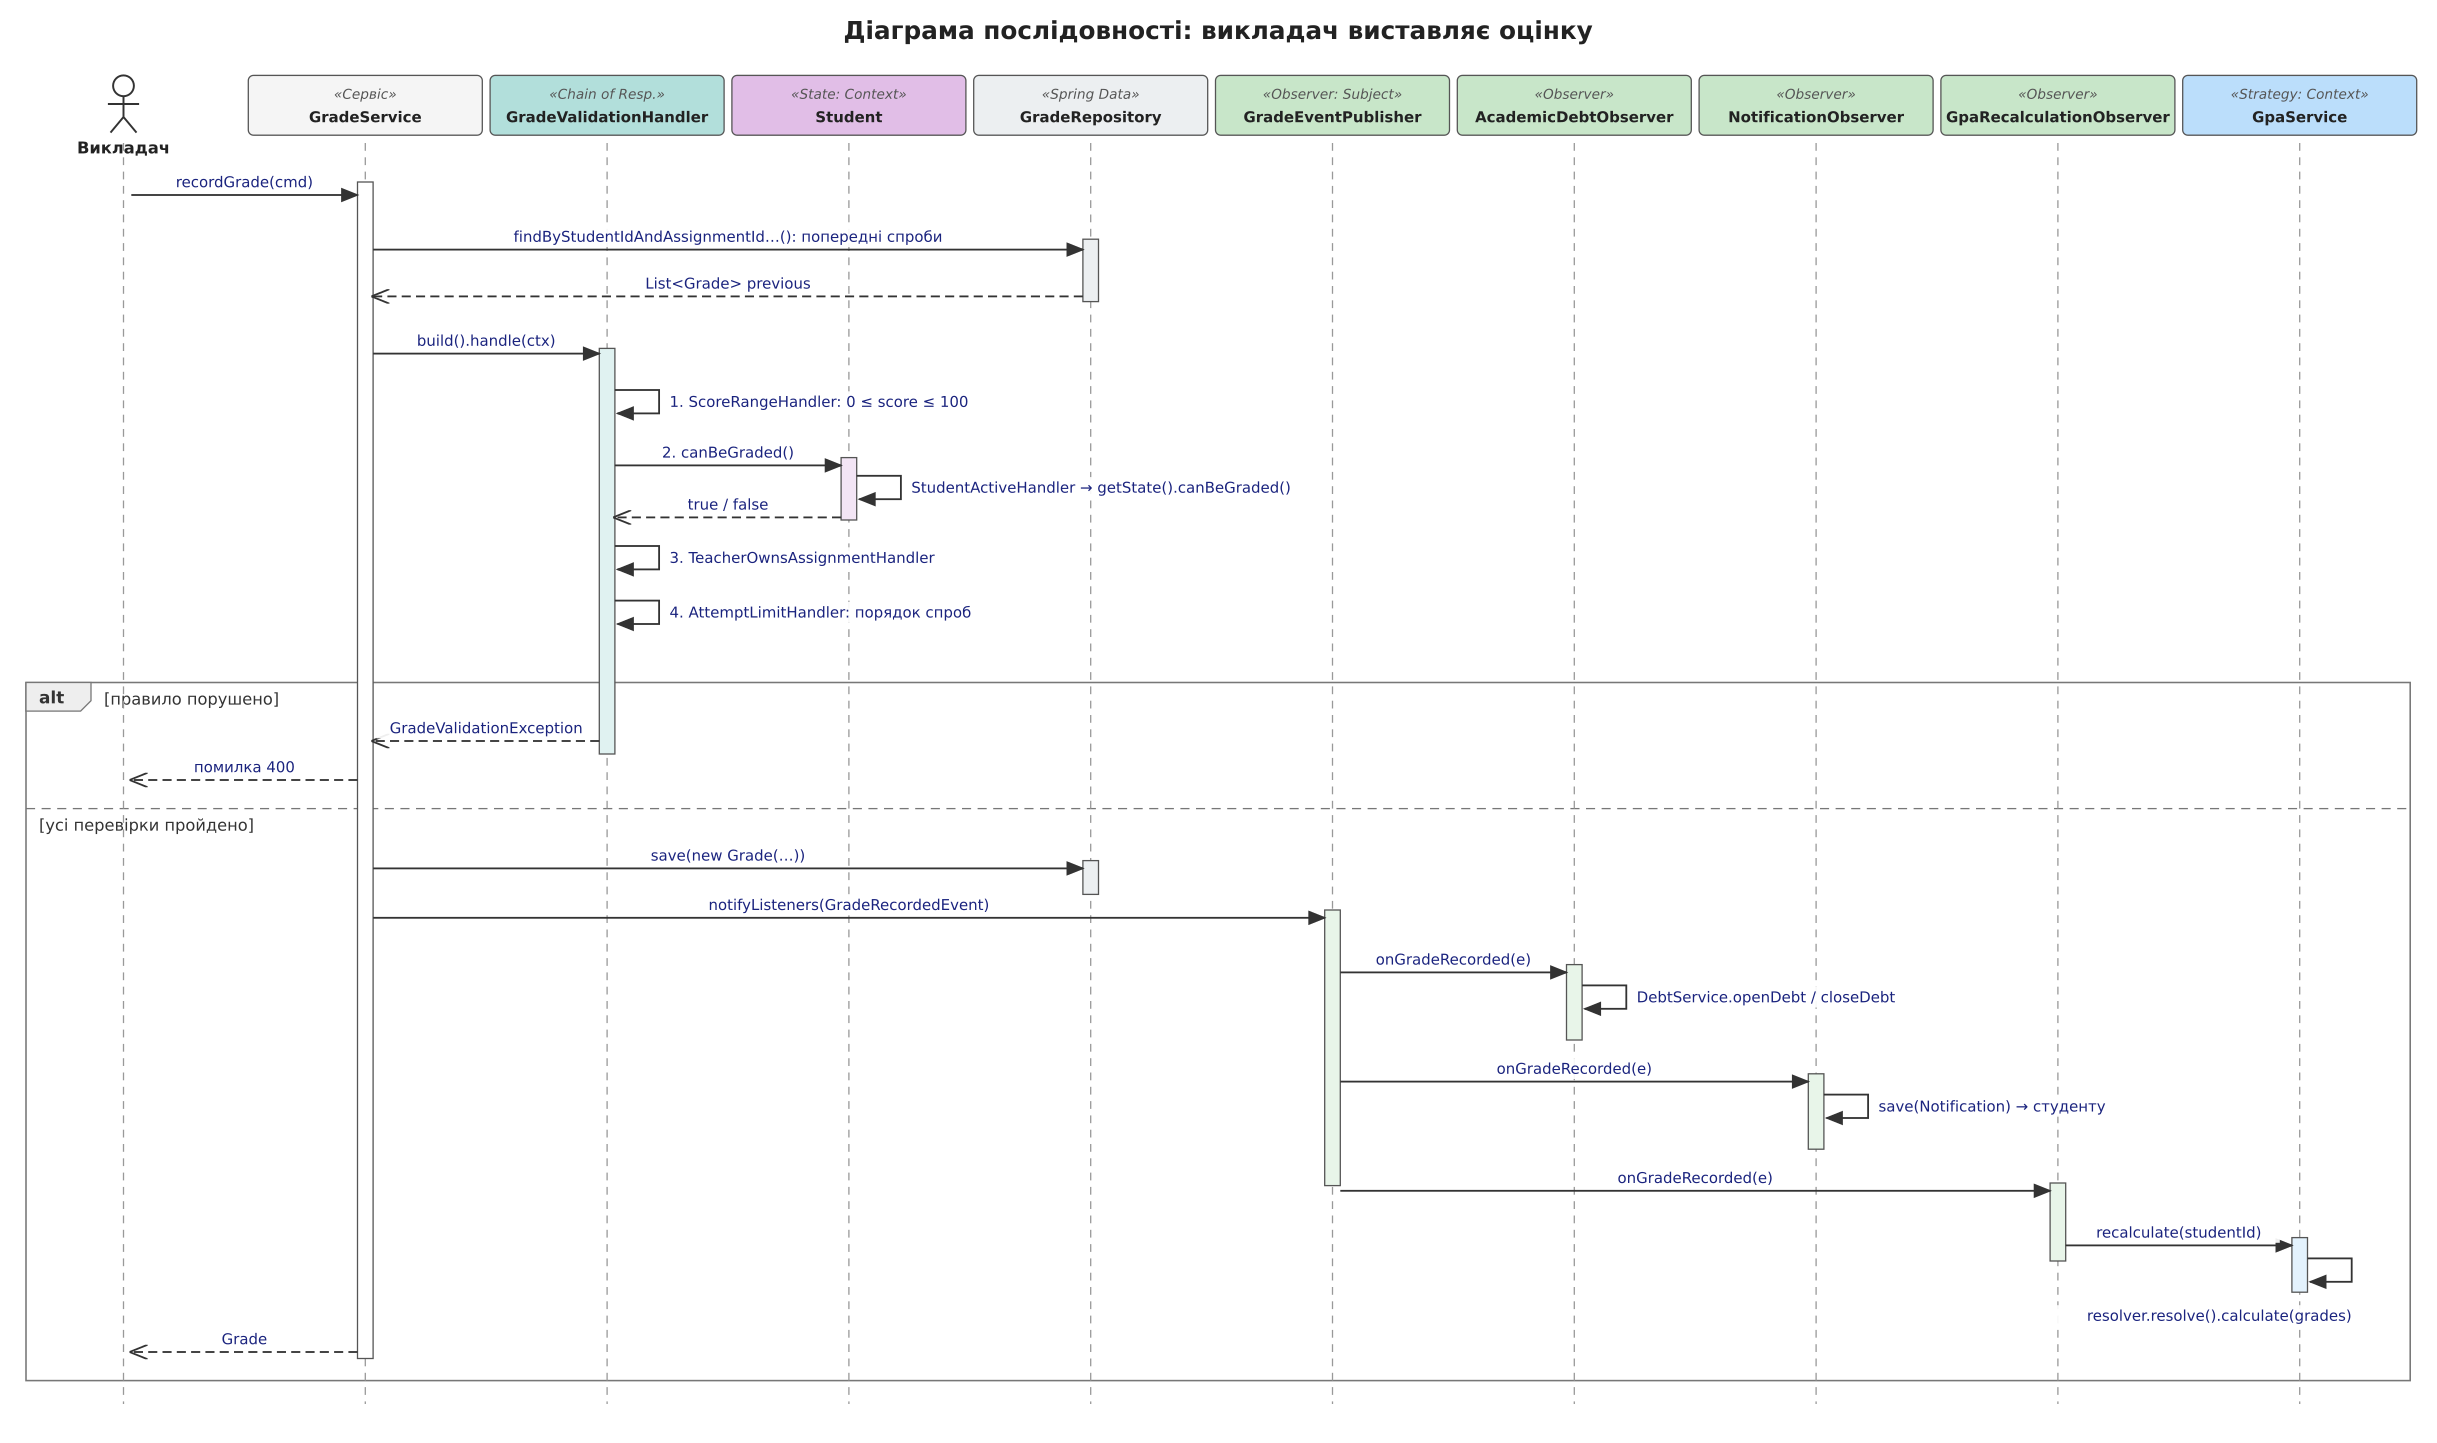 Діаграма послідовності: викладач виставляє оцінку
Викладач
«Сервіс»
GradeService
«Chain of Resp.»
GradeValidationHandler
«State: Context»
Student
«Spring Data»
GradeRepository
«Observer: Subject»
GradeEventPublisher
«Observer»
AcademicDebtObserver
«Observer»
NotificationObserver
«Observer»
GpaRecalculationObserver
«Strategy: Context»
GpaService
recordGrade(cmd)
findByStudentIdAndAssignmentId...(): попередні спроби
List<Grade> previous
build().handle(ctx)
1. ScoreRangeHandler: 0 ≤ score ≤ 100
2. canBeGraded()
StudentActiveHandler → getState().canBeGraded()
true / false
3. TeacherOwnsAssignmentHandler
4. AttemptLimitHandler: порядок спроб
alt
[правило порушено]
GradeValidationException
помилка 400
[усі перевірки пройдено]
save(new Grade(...))
notifyListeners(GradeRecordedEvent)
onGradeRecorded(e)
DebtService.openDebt / closeDebt
onGradeRecorded(e)
save(Notification) → студенту
onGradeRecorded(e)
recalculate(studentId)
resolver.resolve().calculate(grades)
Grade